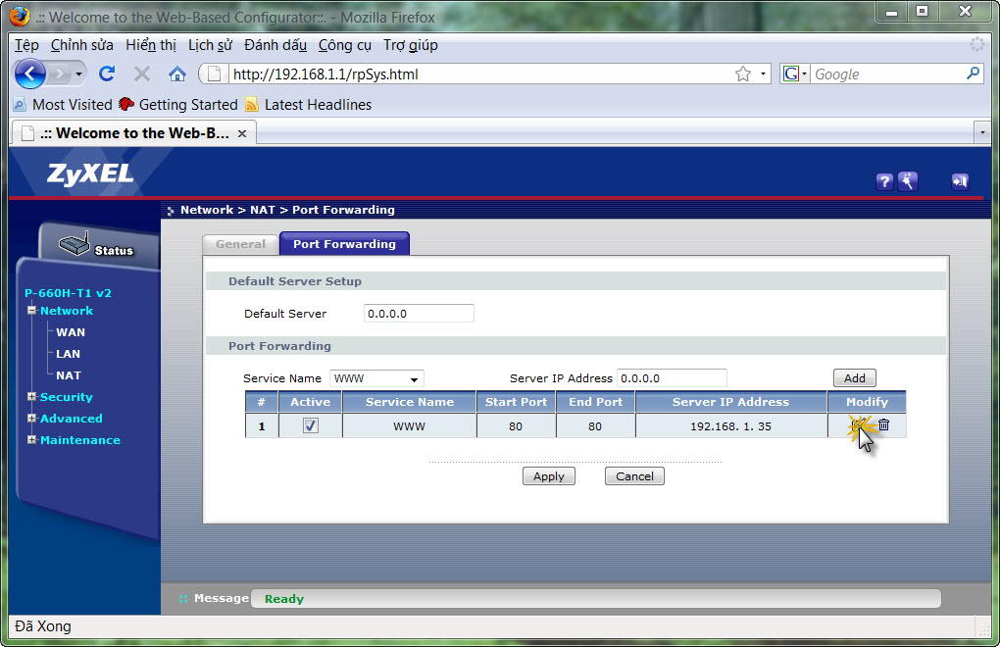 .:: Welcome to the Web-Based Configurator::. - Mozilla Firefox
Tệp Chỉnh sửa Hiển thị Lịch sử Đánh dấu Công cụ Trợ giúp
http://192.168.1.1/rpSys.html
G Google
Most Visited Getting Started Latest Headlines
.:: Welcome to the Web-B...
ZyXEL
Network > NAT > Port Forwarding
Status
P-660H-T1 v2
Network
WAN
LAN
NAT
Security
Advanced
Maintenance
General Port Forwarding
Default Server Setup
Default Server 0.0.0.0
Port Forwarding
Service Name WWW Server IP Address 0.0.0.0 Add
# Active Service Name Start Port End Port Server IP Address Modify
1 WWW 80 80 192.168. 1. 35
Apply Cancel
Message Ready
Đã Xong